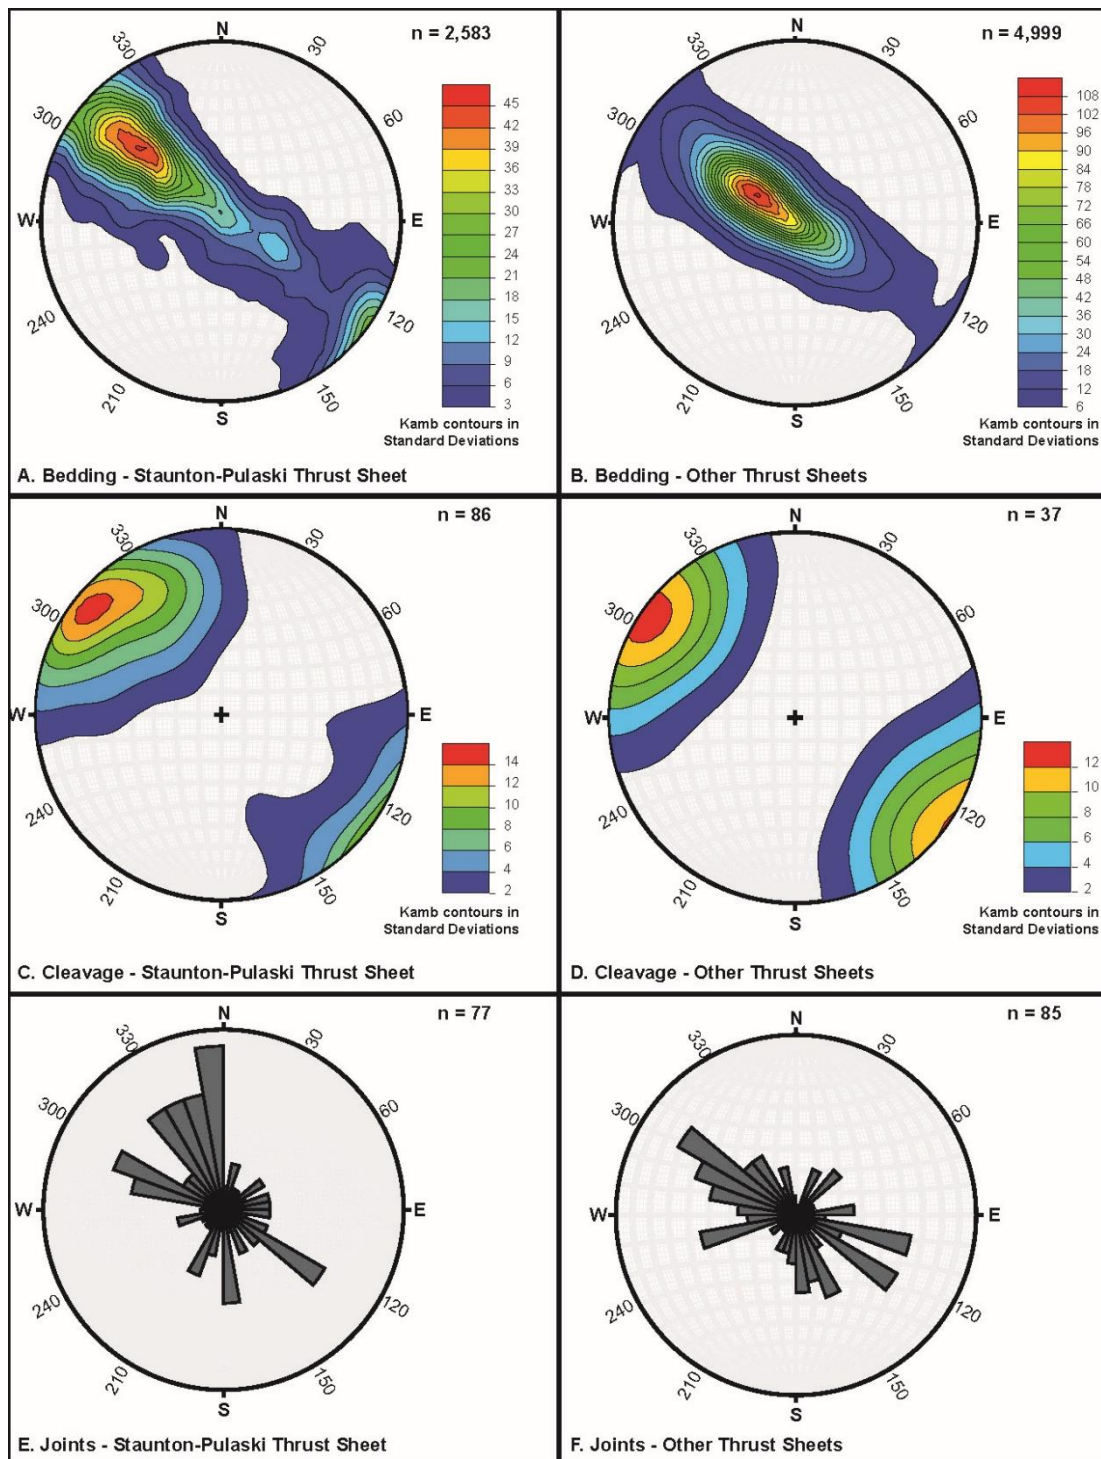 N
n = 2,583
330
30
300
60
W
E
240
120
210
150
S
45
42
39
36
33
30
27
24
21
18
15
12
9
6
3
Kamb contours in
Standard Deviations
A. Bedding - Staunton-Pulaski Thrust Sheet
N
n = 4,999
330
30
300
60
W
E
240
120
210
150
S
108
102
96
90
84
78
72
66
60
54
48
42
36
30
24
18
12
6
Kamb contours in
Standard Deviations
B. Bedding - Other Thrust Sheets
N
n = 86
330
30
300
60
W
E
240
120
210
150
S
14
12
10
8
6
4
2
Kamb contours in
Standard Deviations
C. Cleavage - Staunton-Pulaski Thrust Sheet
N
n = 37
330
30
300
60
W
E
240
120
210
150
S
12
10
8
6
4
2
Kamb contours in
Standard Deviations
D. Cleavage - Other Thrust Sheets
N
n = 77
330
30
300
60
W
E
240
120
210
150
S
E. Joints - Staunton-Pulaski Thrust Sheet
N
n = 85
330
30
300
60
W
E
240
120
210
150
S
F. Joints - Other Thrust Sheets